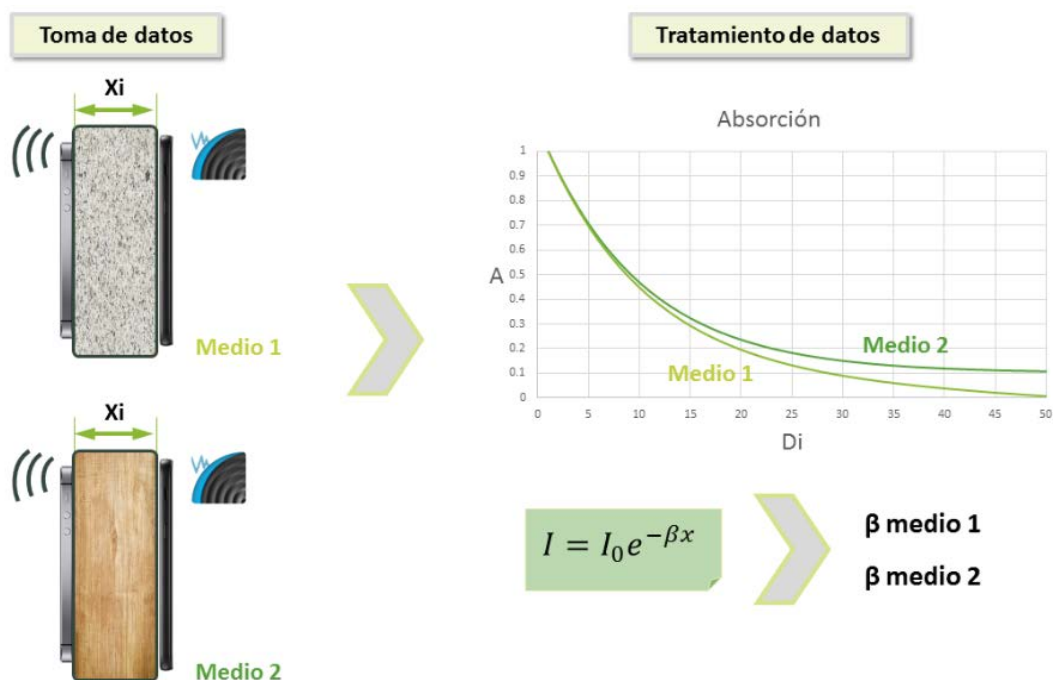 Toma de datos
Xi
Medio 1
Xi
Medio 2
Tratamiento de datos
Absorción
A
1
0.9
0.8
0.7
0.6
0.5
0.4
0.3
0.2
0.1
0
0 5 10 15 20 25 30 35 40 45 50
Di
Medio 2
Medio 1
I = I₀e^{-βx}
β medio 1
β medio 2